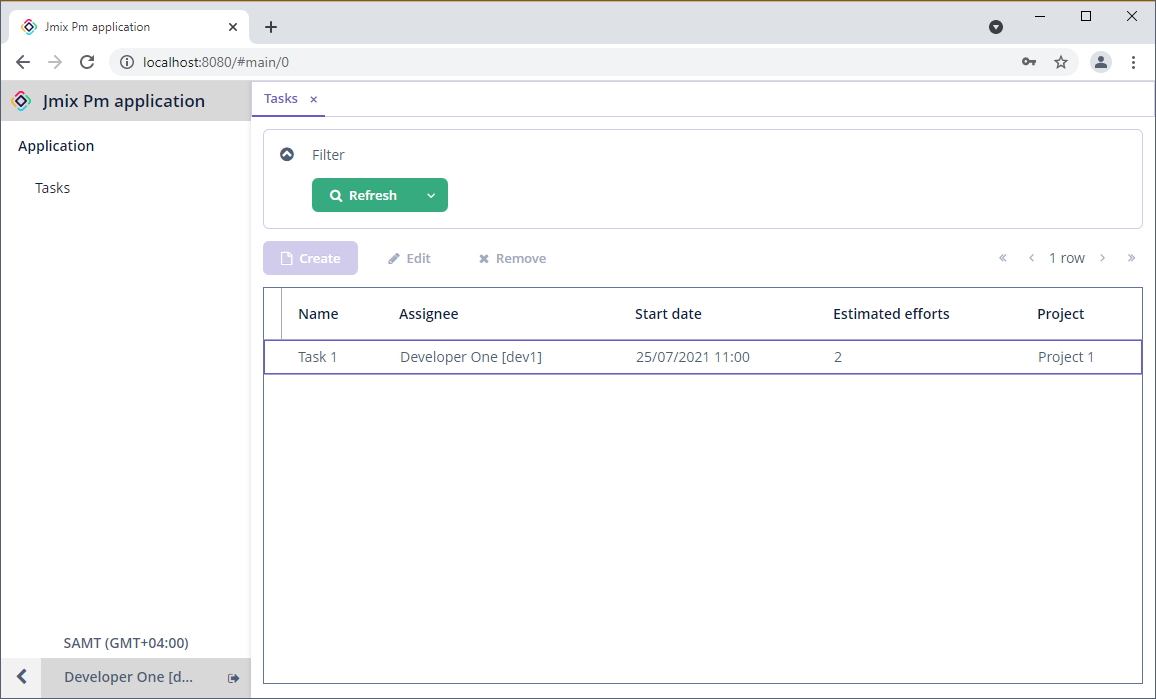 Jmix Pm application
localhost:8080/#main/0
Jmix Pm application
Tasks
Application
Tasks
Filter
Refresh
Create Edit Remove 1 row
Name Assignee Start date Estimated efforts Project
Task 1 Developer One [dev1] 25/07/2021 11:00 2 Project 1
SAMT (GMT+04:00)
Developer One [d...